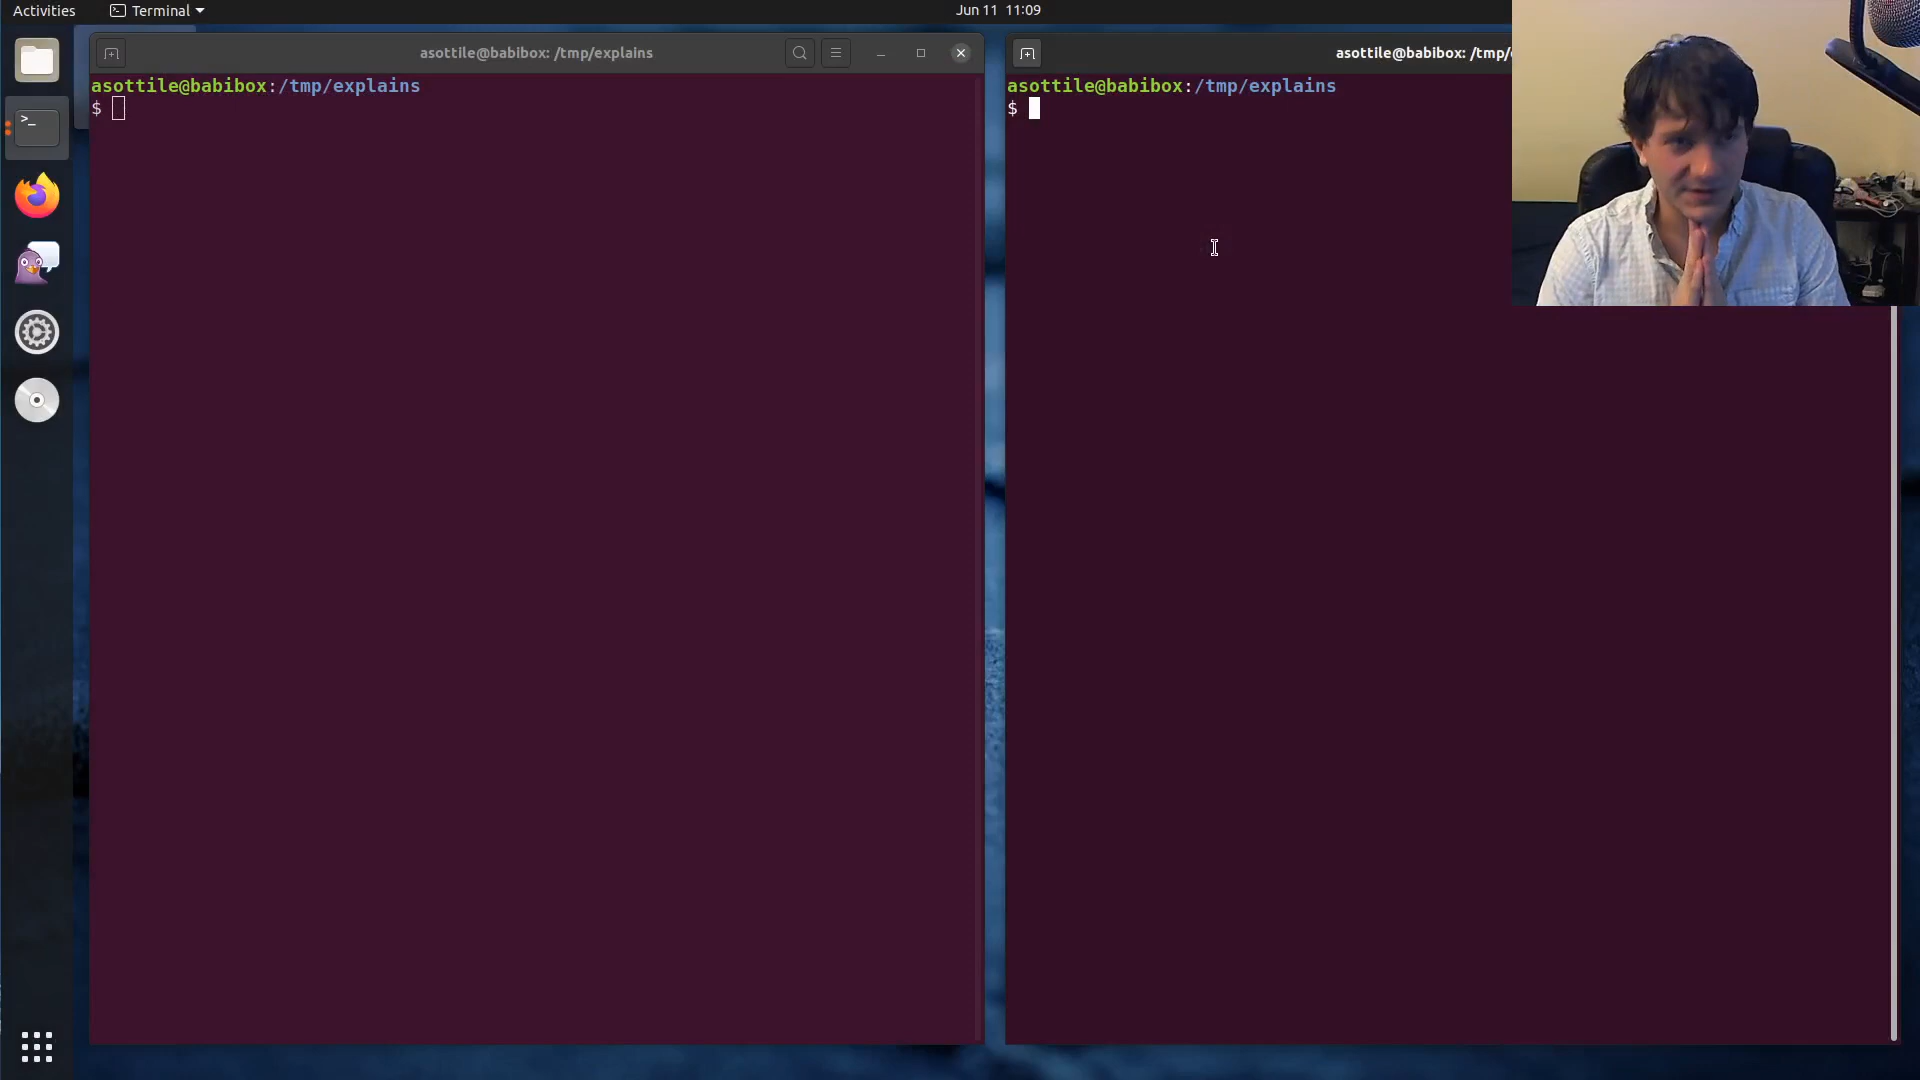 Activities
Terminal
Jun 11 11:09
asottile@babibox: /tmp/explains
asottile@babibox:/tmp/explains
$
asottile@babibox: /tmp/
asottile@babibox:/tmp/explains
$